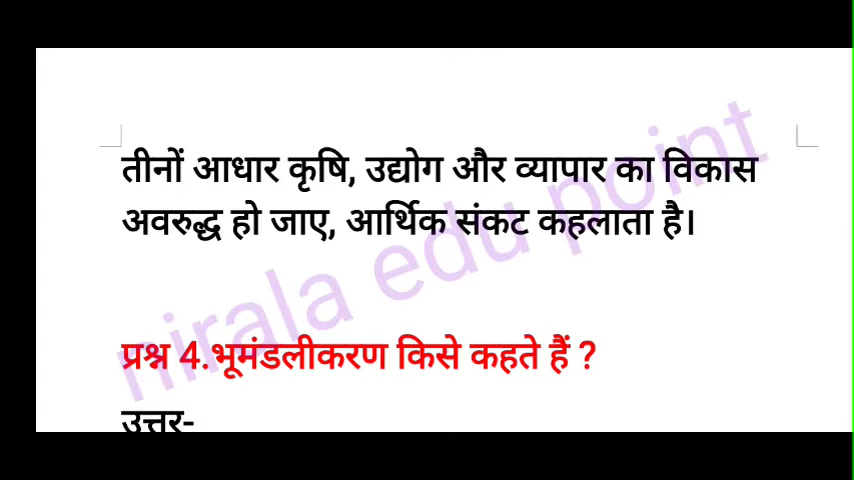 तीनों आधार कृषि, उद्योग और व्यापार का विकास
अवरुद्ध हो जाए, आर्थिक संकट कहलाता है।
nirala edu point
प्रश्न 4.भूमंडलीकरण किसे कहते हैं ?
उत्तर-